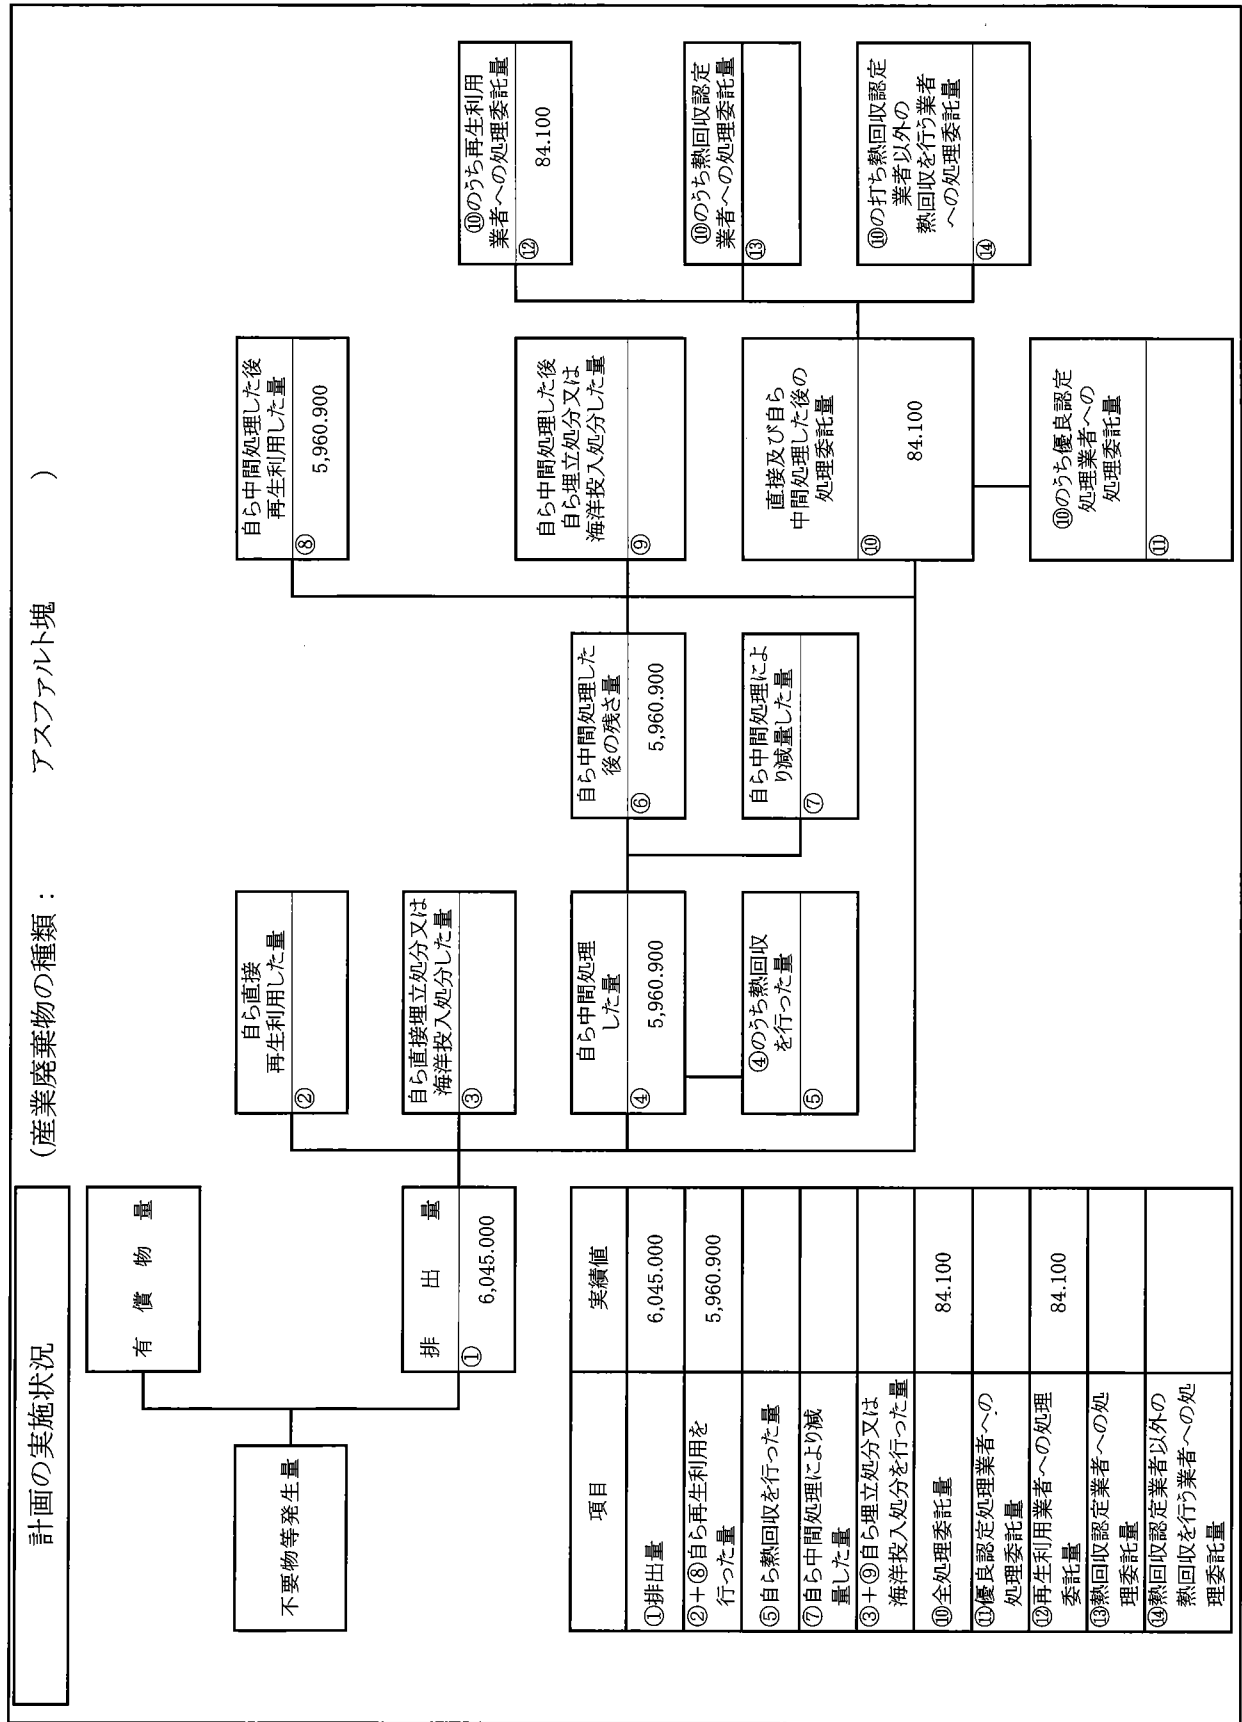 計画の実施状況
(産業廃棄物の種類： アスファルト塊 )
不要物等発生量
有償物量
排出量
① 6,045.000
自ら直接
再生利用した量
②
自ら直接埋立処分又は
海洋投入処分した量
③
自ら中間処理
した量
④ 5,960.900
④のうち熱回収
を行った量
⑤
自ら中間処理した
後の残さ量
⑥ 5,960.900
自ら中間処理によ
り減量した量
⑦
自ら中間処理した後
再生利用した量
⑧ 5,960.900
自ら中間処理した後
自ら埋立処分又は
海洋投入処分した量
⑨
直接及び自ら
中間処理した後の
処理委託量
⑩ 84.100
⑩のうち優良認定
処理業者への
処理委託量
⑪
⑩のうち再生利用
業者への処理委託量
⑫ 84.100
⑩のうち熱回収認定
業者への処理委託量
⑬
⑩の打ち熱回収認定
業者以外の
熱回収を行う業者
への処理委託量
⑭
項目 実績値
①排出量 6,045.000
②＋⑧自ら再生利用を
行った量 5,960.900
⑤自ら熱回収を行った量
⑦自ら中間処理により減
量した量
③＋⑨自ら埋立処分又は
海洋投入処分を行った量
⑩全処理委託量 84.100
⑪優良認定処理業者への
処理委託量
⑫再生利用業者への処理
委託量 84.100
⑬熱回収認定業者への処
理委託量
⑭熱回収認定業者以外の
熱回収を行う業者への処
理委託量